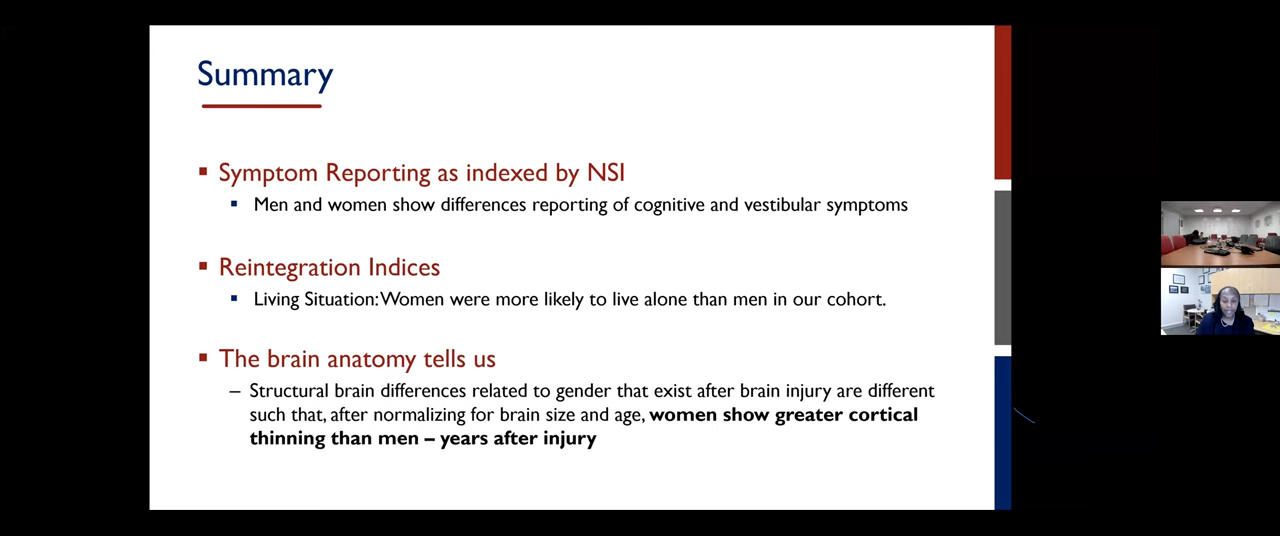 Summary
Symptom Reporting as indexed by NSI
Men and women show differences reporting of cognitive and vestibular symptoms
Reintegration Indices
Living Situation: Women were more likely to live alone than men in our cohort.
The brain anatomy tells us
– Structural brain differences related to gender that exist after brain injury are different
such that, after normalizing for brain size and age, women show greater cortical
thinning than men – years after injury